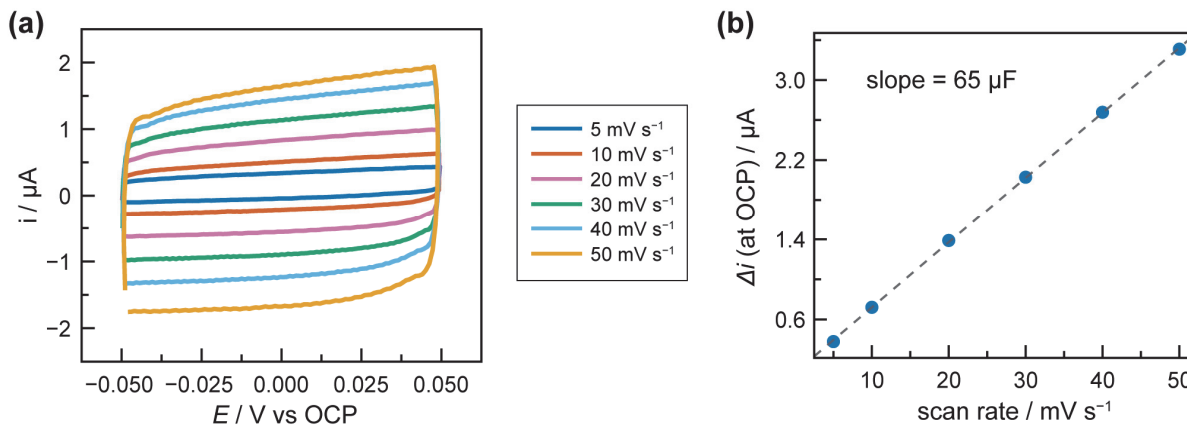 (a)
2
1
0
−1
−2
i / µA
−0.050
−0.025
0.000
0.025
0.050
E / V vs OCP
5 mV s⁻¹
10 mV s⁻¹
20 mV s⁻¹
30 mV s⁻¹
40 mV s⁻¹
50 mV s⁻¹
(b)
slope = 65 µF
3.0
2.2
1.4
0.6
Δi (at OCP) / µA
10
20
30
40
50
scan rate / mV s⁻¹